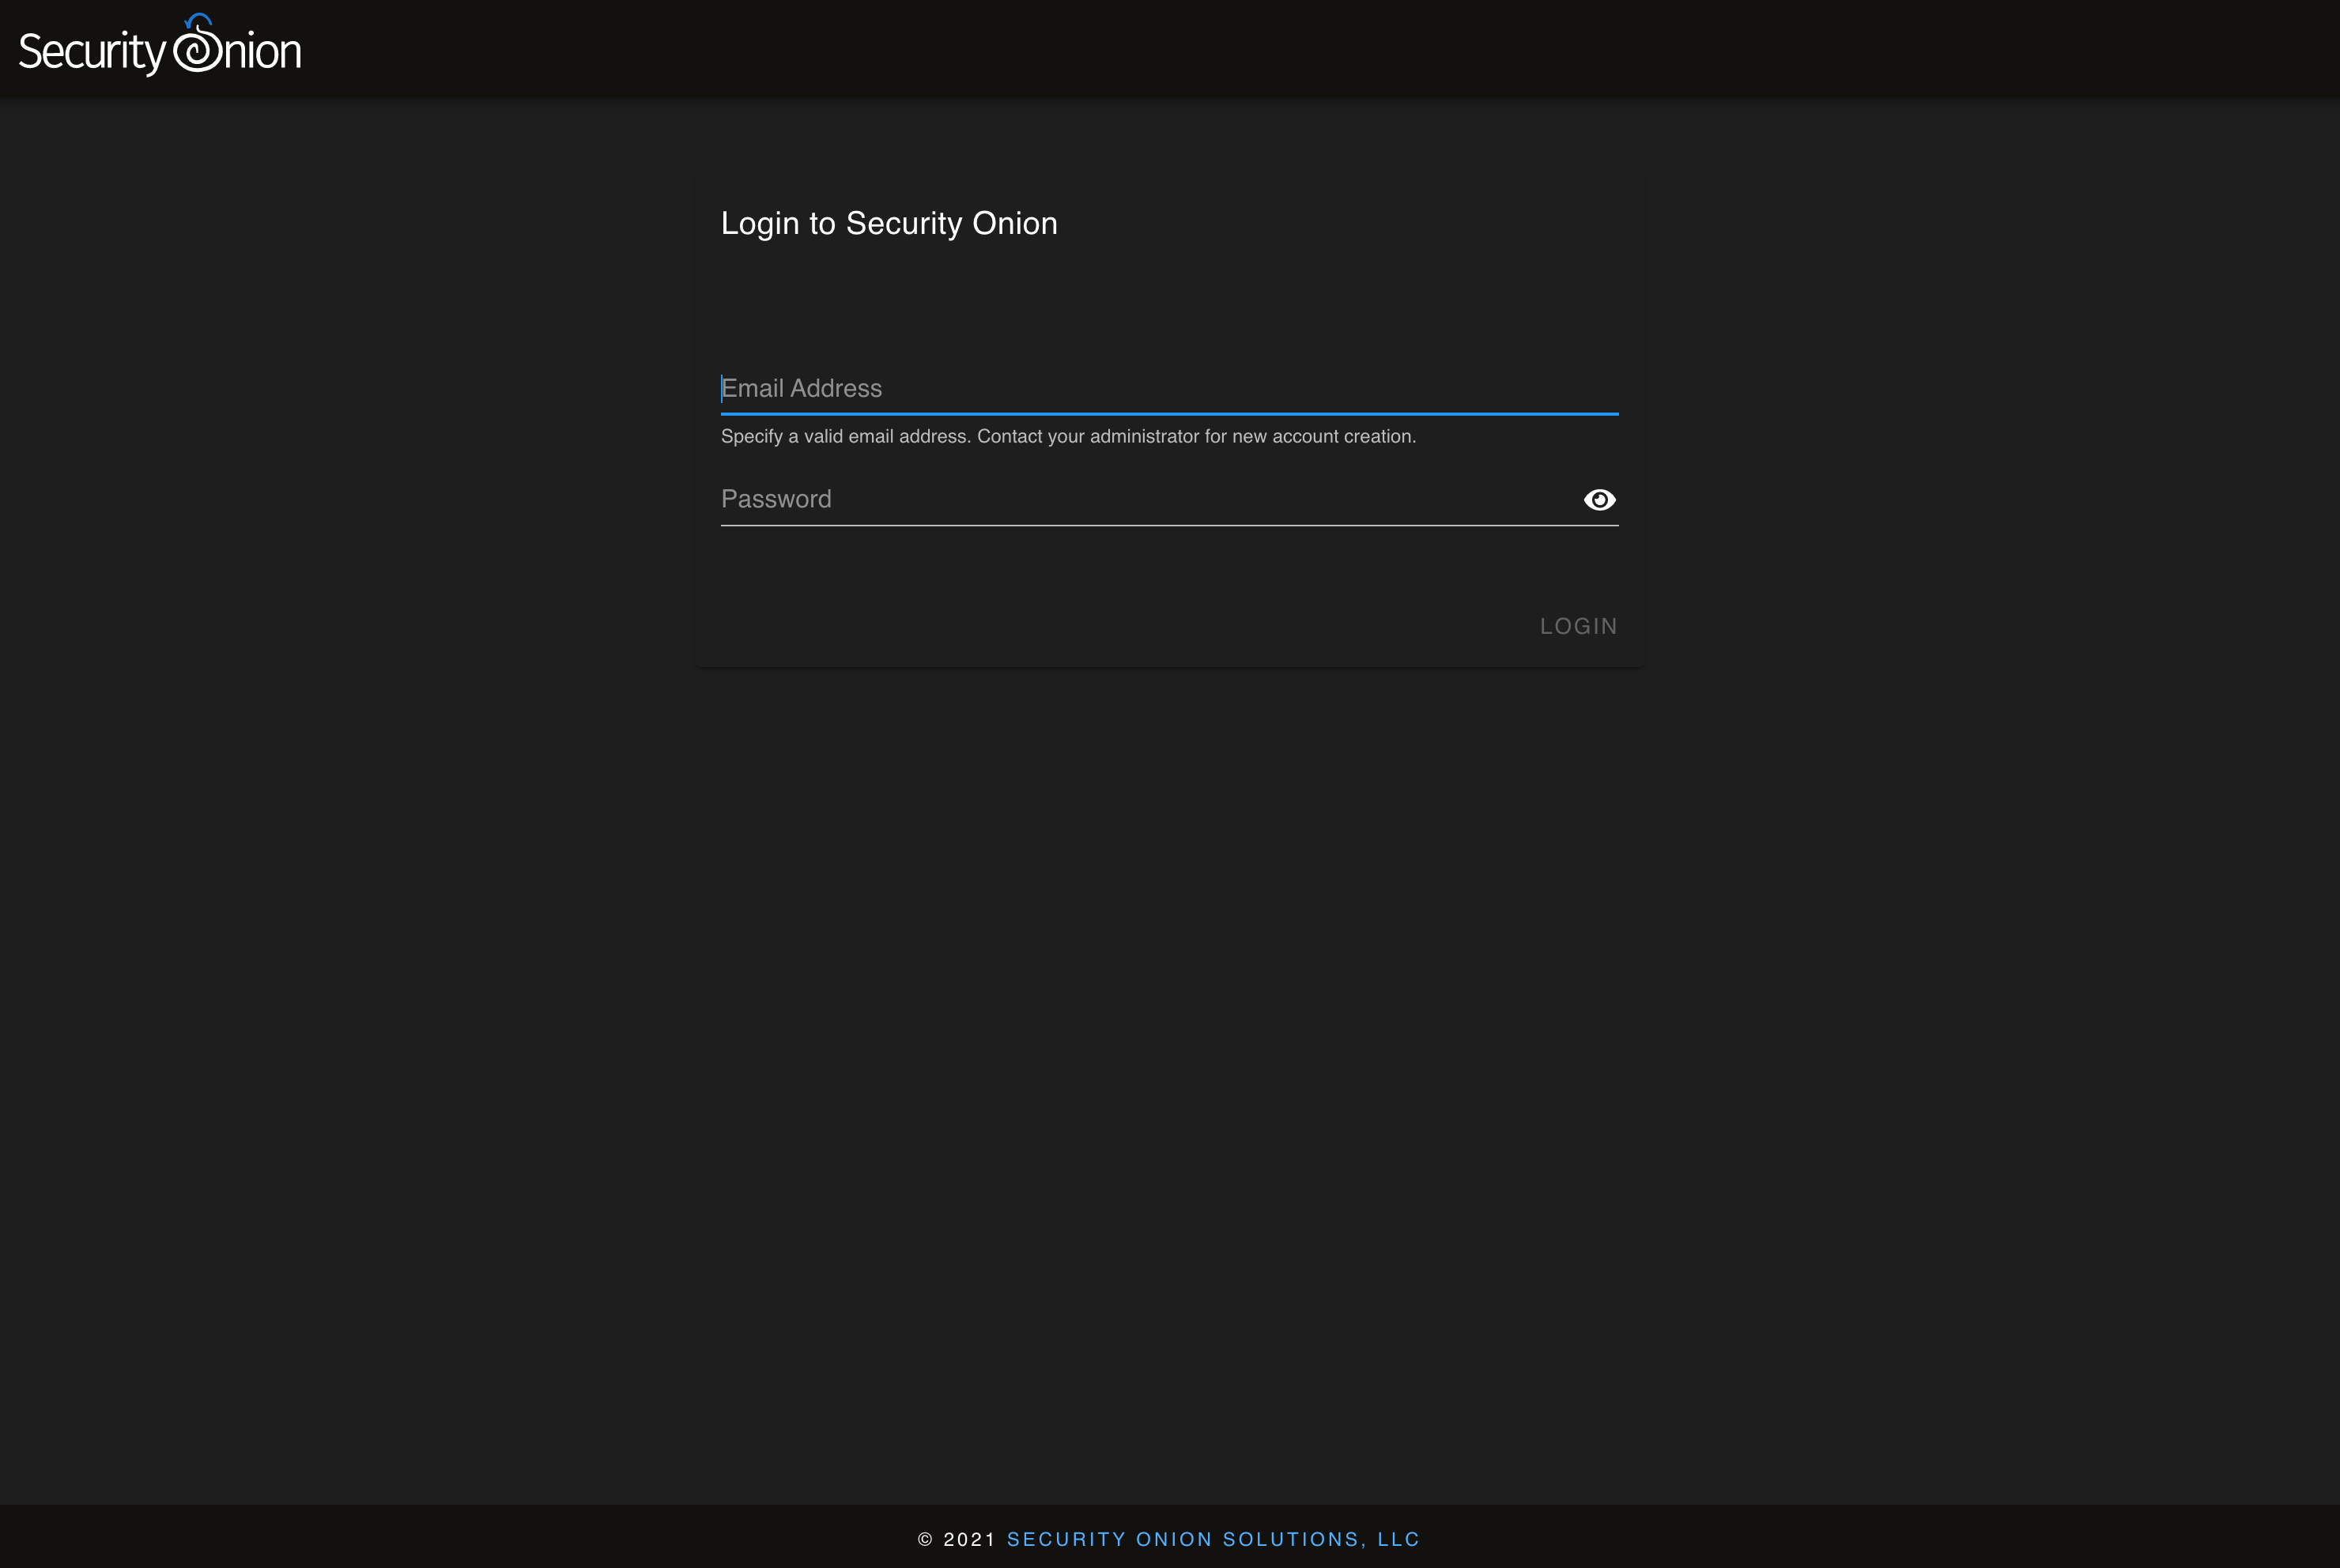 Security Onion
Login to Security Onion
Email Address
Specify a valid email address. Contact your administrator for new account creation.
Password
LOGIN
© 2021 SECURITY ONION SOLUTIONS, LLC